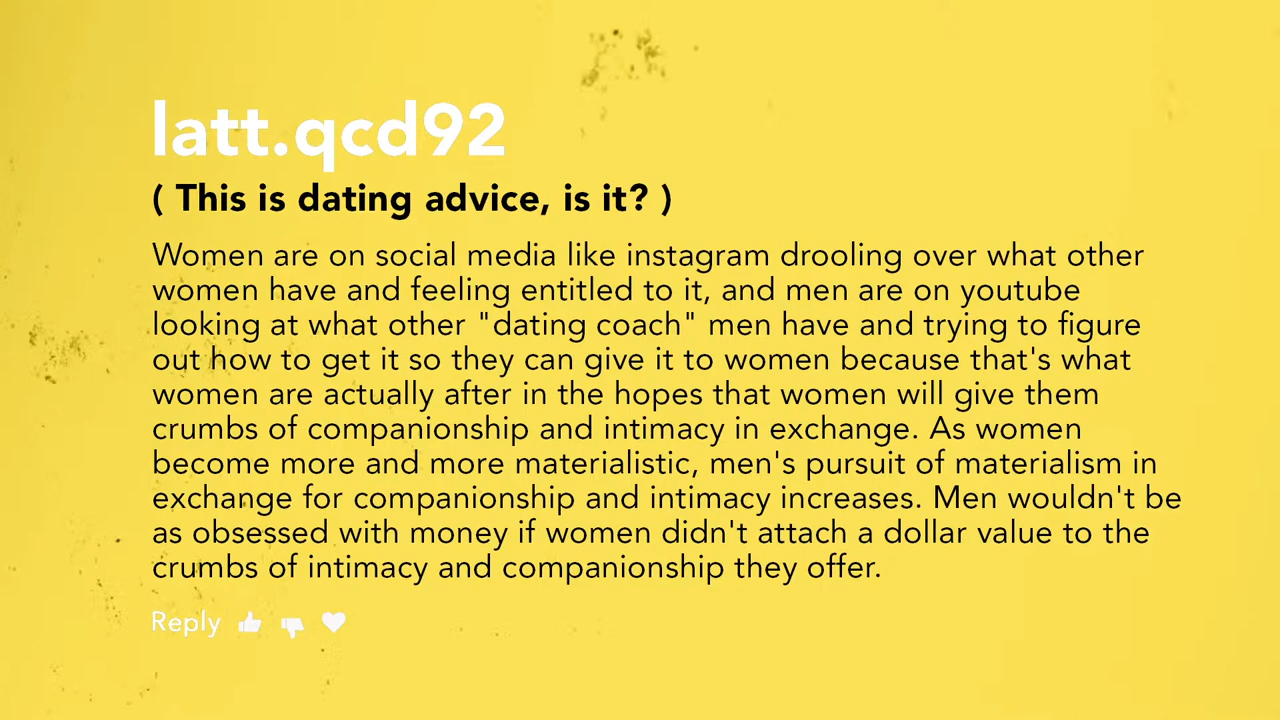 latt.qcd92
( This is dating advice, is it? )
Women are on social media like instagram drooling over what other
women have and feeling entitled to it, and men are on youtube
looking at what other "dating coach" men have and trying to figure
out how to get it so they can give it to women because that's what
women are actually after in the hopes that women will give them
crumbs of companionship and intimacy in exchange. As women
become more and more materialistic, men's pursuit of materialism in
exchange for companionship and intimacy increases. Men wouldn't be
as obsessed with money if women didn't attach a dollar value to the
crumbs of intimacy and companionship they offer.
Reply